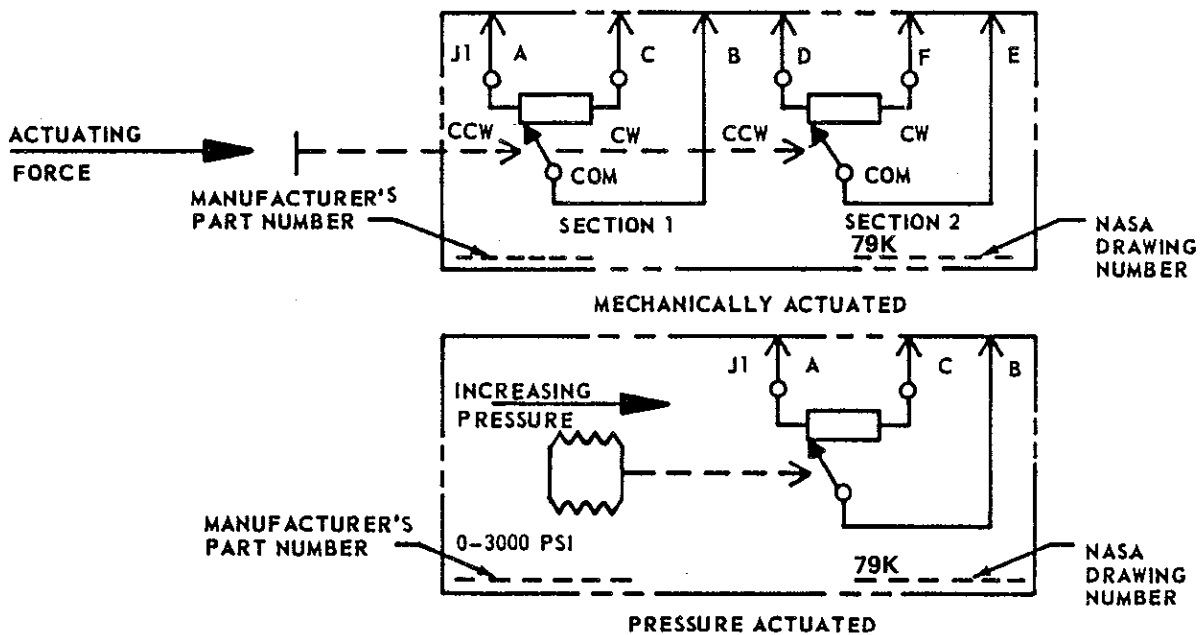 J1 A C B D F E
ACTUATING
FORCE
CCW CW CCW CW
COM COM
MANUFACTURER'S
PART NUMBER
SECTION 1 SECTION 2
79K
NASA
DRAWING
NUMBER
MECHANICALLY ACTUATED
J1 A C B
INCREASING
PRESSURE
MANUFACTURER'S
PART NUMBER
0-3000 PSI
79K
NASA
DRAWING
NUMBER
PRESSURE ACTUATED